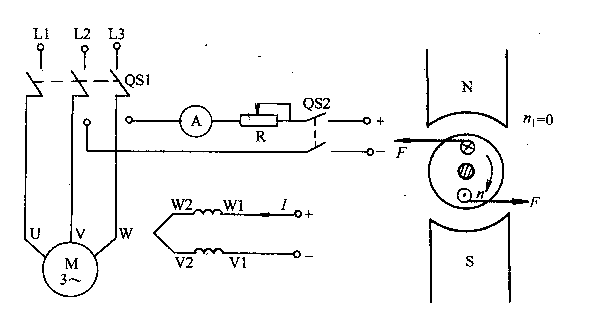 L1 L2 L3
QS1
QS2
A
R
+
−
N
n₁=0
F
n
F
S
W2 W1 I +
V2 V1 −
U V W
M
3~